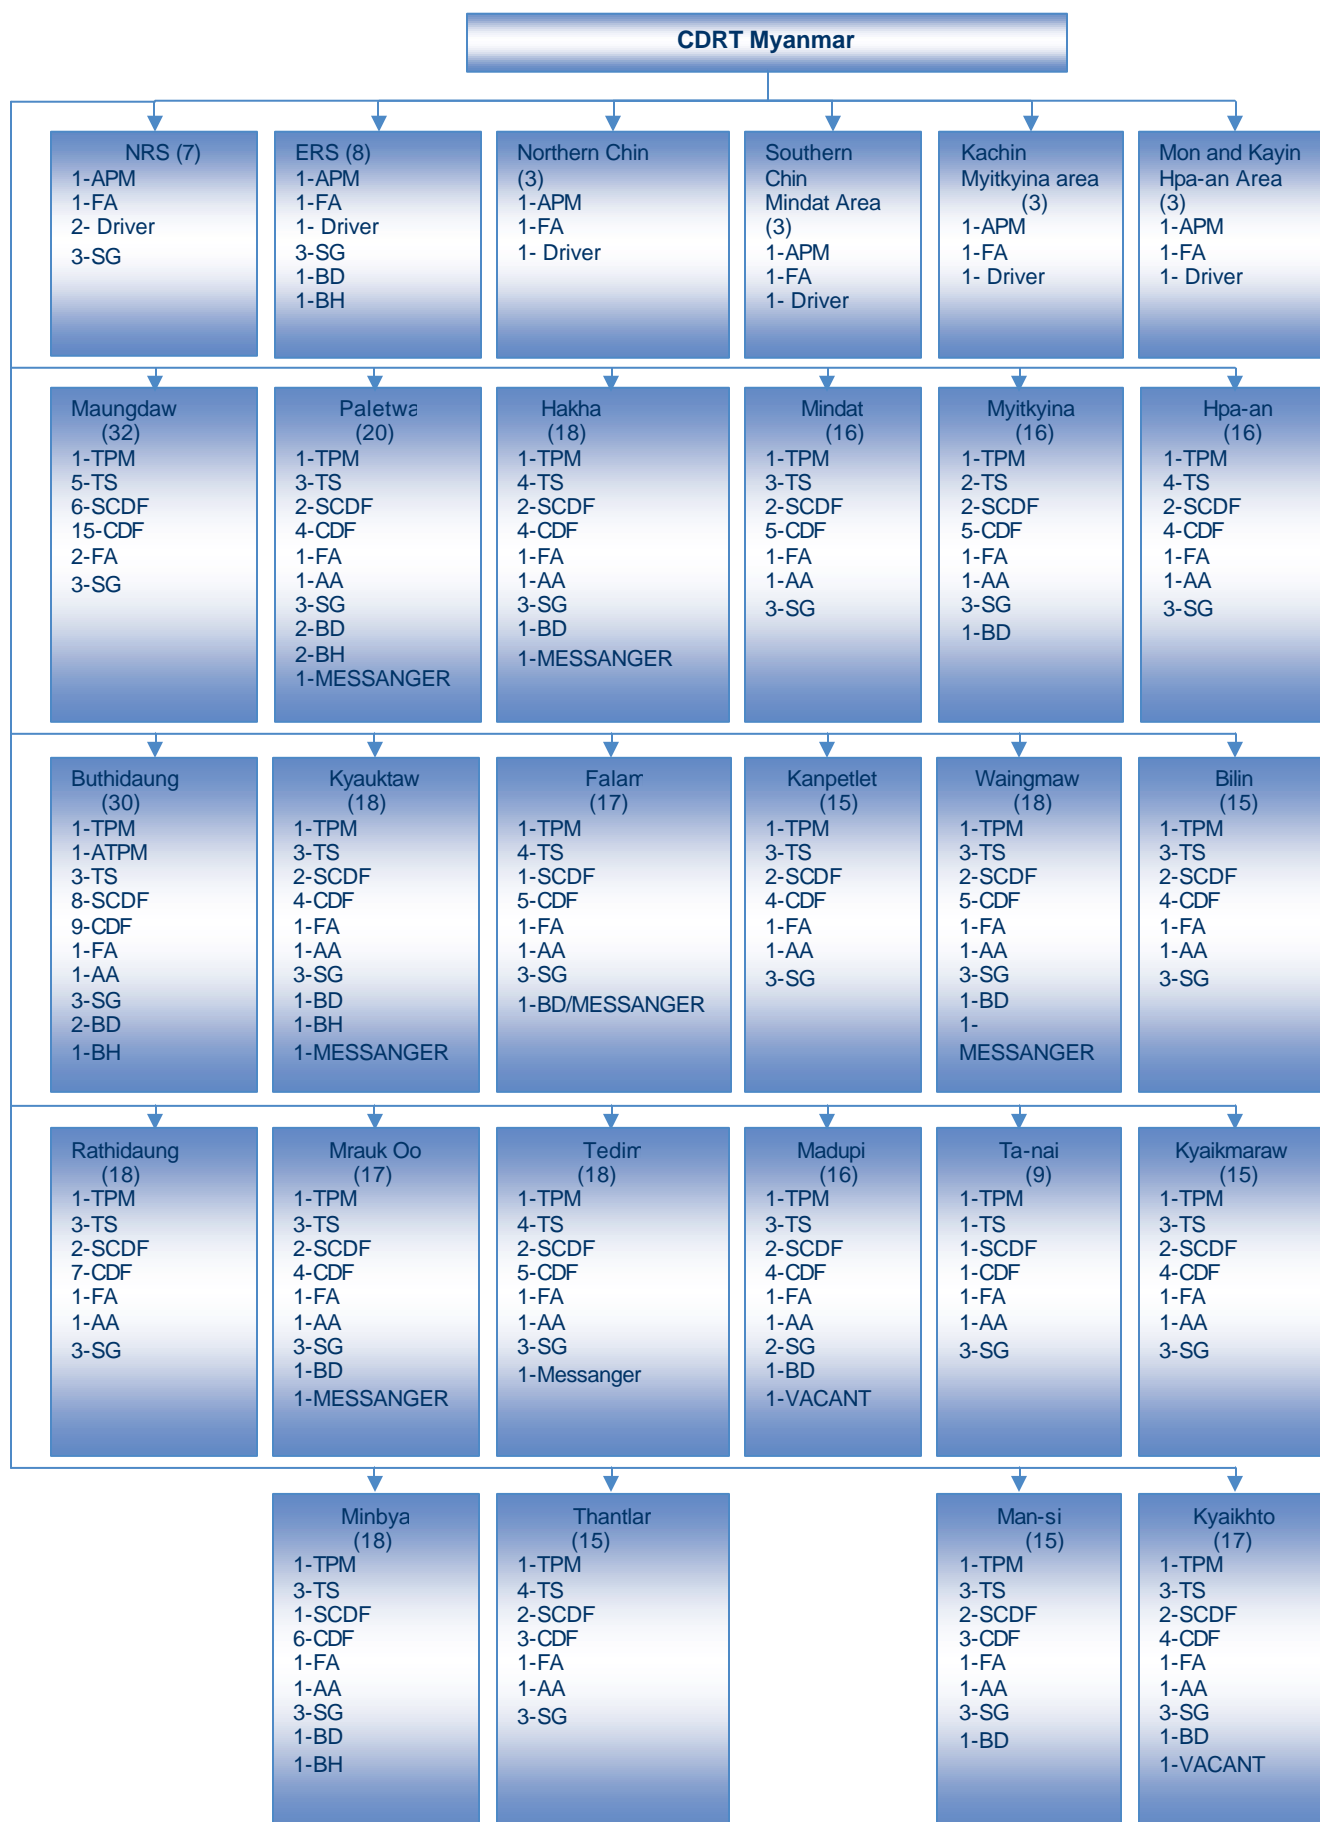 CDRT Myanmar
NRS (7)
1-APM
1-FA
2- Driver
3-SG
ERS (8)
1-APM
1-FA
1- Driver
3-SG
1-BD
1-BH
Northern Chin
(3)
1-APM
1-FA
1- Driver
Southern
Chin
Mindat Area
(3)
1-APM
1-FA
1- Driver
Kachin
Myitkyina area
(3)
1-APM
1-FA
1- Driver
Mon and Kayin
Hpa-an Area
(3)
1-APM
1-FA
1- Driver
Maungdaw
(32)
1-TPM
5-TS
6-SCDF
15-CDF
2-FA
3-SG
Paletwa
(20)
1-TPM
3-TS
2-SCDF
4-CDF
1-FA
1-AA
3-SG
2-BD
2-BH
1-MESSANGER
Hakha
(18)
1-TPM
4-TS
2-SCDF
4-CDF
1-FA
1-AA
3-SG
1-BD
1-MESSANGER
Mindat
(16)
1-TPM
3-TS
2-SCDF
5-CDF
1-FA
1-AA
3-SG
Myitkyina
(16)
1-TPM
2-TS
2-SCDF
5-CDF
1-FA
1-AA
3-SG
1-BD
Hpa-an
(16)
1-TPM
4-TS
2-SCDF
4-CDF
1-FA
1-AA
3-SG
Buthidaung
(30)
1-TPM
1-ATPM
3-TS
8-SCDF
9-CDF
1-FA
1-AA
3-SG
2-BD
1-BH
Kyauktaw
(18)
1-TPM
3-TS
2-SCDF
4-CDF
1-FA
1-AA
3-SG
1-BD
1-BH
1-MESSANGER
Falam
(17)
1-TPM
4-TS
1-SCDF
5-CDF
1-FA
1-AA
3-SG
1-BD/MESSANGER
Kanpetlet
(15)
1-TPM
3-TS
2-SCDF
4-CDF
1-FA
1-AA
3-SG
Waingmaw
(18)
1-TPM
3-TS
2-SCDF
5-CDF
1-FA
1-AA
3-SG
1-BD
1-
MESSANGER
Bilin
(15)
1-TPM
3-TS
2-SCDF
4-CDF
1-FA
1-AA
3-SG
Rathidaung
(18)
1-TPM
3-TS
2-SCDF
7-CDF
1-FA
1-AA
3-SG
Mrauk Oo
(17)
1-TPM
3-TS
2-SCDF
4-CDF
1-FA
1-AA
3-SG
1-BD
1-MESSANGER
Tedim
(18)
1-TPM
4-TS
2-SCDF
5-CDF
1-FA
1-AA
3-SG
1-Messanger
Madupi
(16)
1-TPM
3-TS
2-SCDF
4-CDF
1-FA
1-AA
2-SG
1-BD
1-VACANT
Ta-nai
(9)
1-TPM
1-TS
1-SCDF
1-CDF
1-FA
1-AA
3-SG
Kyaikmaraw
(15)
1-TPM
3-TS
2-SCDF
4-CDF
1-FA
1-AA
3-SG
Minbya
(18)
1-TPM
3-TS
1-SCDF
6-CDF
1-FA
1-AA
3-SG
1-BD
1-BH
Thantlar
(15)
1-TPM
4-TS
2-SCDF
3-CDF
1-FA
1-AA
3-SG
Man-si
(15)
1-TPM
3-TS
2-SCDF
3-CDF
1-FA
1-AA
3-SG
1-BD
Kyaikhto
(17)
1-TPM
3-TS
2-SCDF
4-CDF
1-FA
1-AA
3-SG
1-BD
1-VACANT